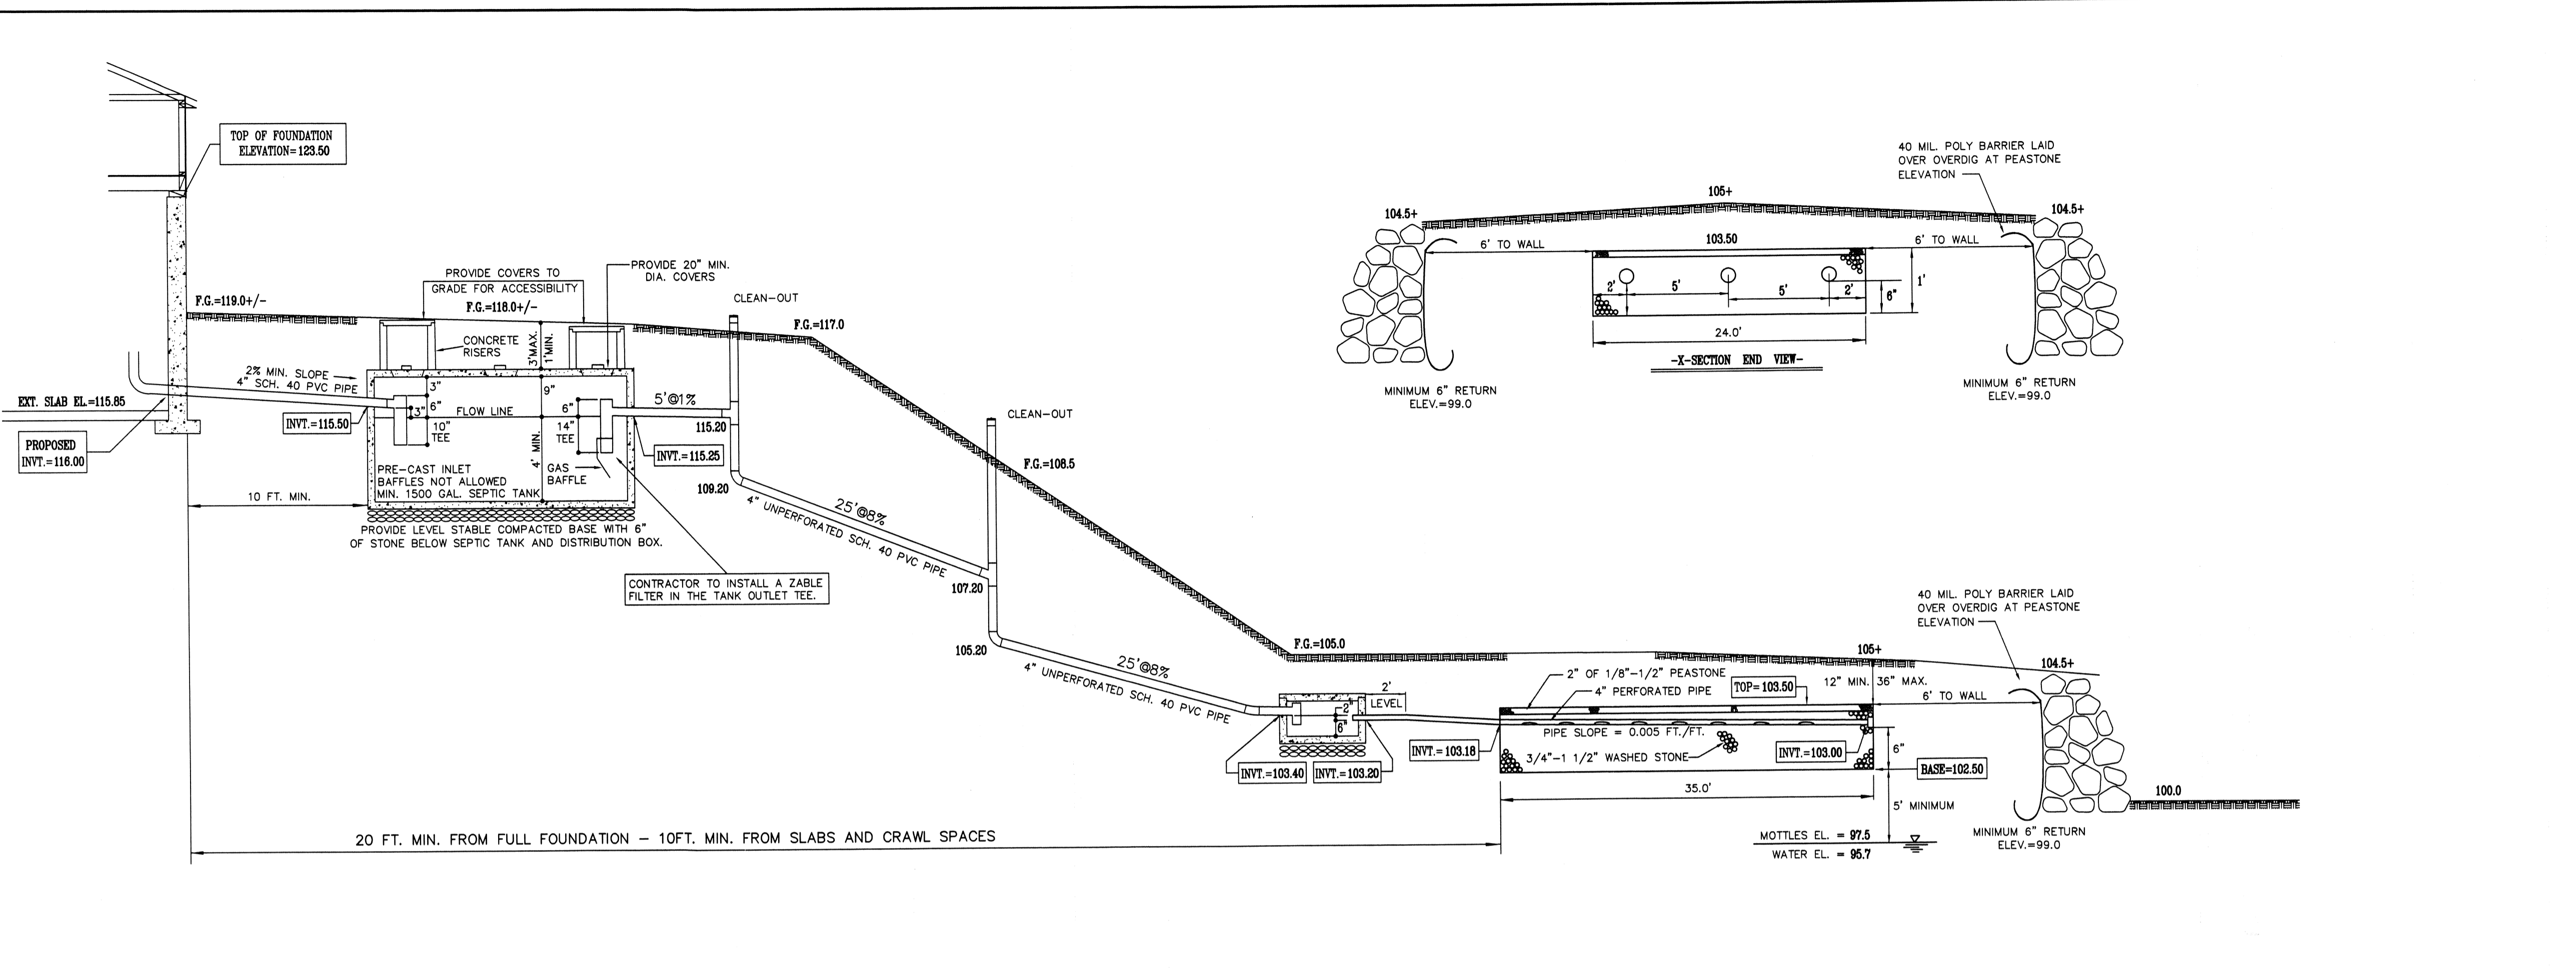 TOP OF FOUNDATION
ELEVATION=123.50
F.G.=119.0+/-
PROVIDE COVERS TO
GRADE FOR ACCESSIBILITY
F.G.=118.0+/-
PROVIDE 20" MIN.
DIA. COVERS
CLEAN-OUT
F.G.=117.0
CONCRETE
RISERS
3'MAX.
1'MIN.
2% MIN. SLOPE
4" SCH. 40 PVC PIPE
EXT. SLAB EL.=115.85
PROPOSED
INVT.=116.00
INVT.=115.50
3"
6"
3"
10"
TEE
FLOW LINE
9"
4' MIN.
6"
14"
TEE
GAS
BAFFLE
PRE-CAST INLET
BAFFLES NOT ALLOWED
MIN. 1500 GAL. SEPTIC TANK
5'@1%
115.20
INVT.=115.25
109.20
10 FT. MIN.
PROVIDE LEVEL STABLE COMPACTED BASE WITH 6"
OF STONE BELOW SEPTIC TANK AND DISTRIBUTION BOX.
CONTRACTOR TO INSTALL A ZABLE
FILTER IN THE TANK OUTLET TEE.
25'@8%
4" UNPERFORATED SCH. 40 PVC PIPE
CLEAN-OUT
F.G.=108.5
107.20
105.20
25'@8%
4" UNPERFORATED SCH. 40 PVC PIPE
F.G.=105.0
2'
LEVEL
2"
6"
INVT.=103.40
INVT.=103.20
INVT.=103.18
2" OF 1/8"-1/2" PEASTONE
4" PERFORATED PIPE
TOP=103.50
PIPE SLOPE = 0.005 FT./FT.
3/4"-1 1/2" WASHED STONE
INVT.=103.00
35.0'
105+
12" MIN.
36" MAX.
6' TO WALL
6"
BASE=102.50
5' MINIMUM
MOTTLES EL. = 97.5
WATER EL. = 95.7
40 MIL. POLY BARRIER LAID
OVER OVERDIG AT PEASTONE
ELEVATION
104.5+
100.0
MINIMUM 6" RETURN
ELEV.=99.0
20 FT. MIN. FROM FULL FOUNDATION - 10FT. MIN. FROM SLABS AND CRAWL SPACES
40 MIL. POLY BARRIER LAID
OVER OVERDIG AT PEASTONE
ELEVATION
105+
104.5+
104.5+
6' TO WALL
103.50
6' TO WALL
2'
5'
5'
2'
6"
1'
24.0'
-X-SECTION END VIEW-
MINIMUM 6" RETURN
ELEV.=99.0
MINIMUM 6" RETURN
ELEV.=99.0